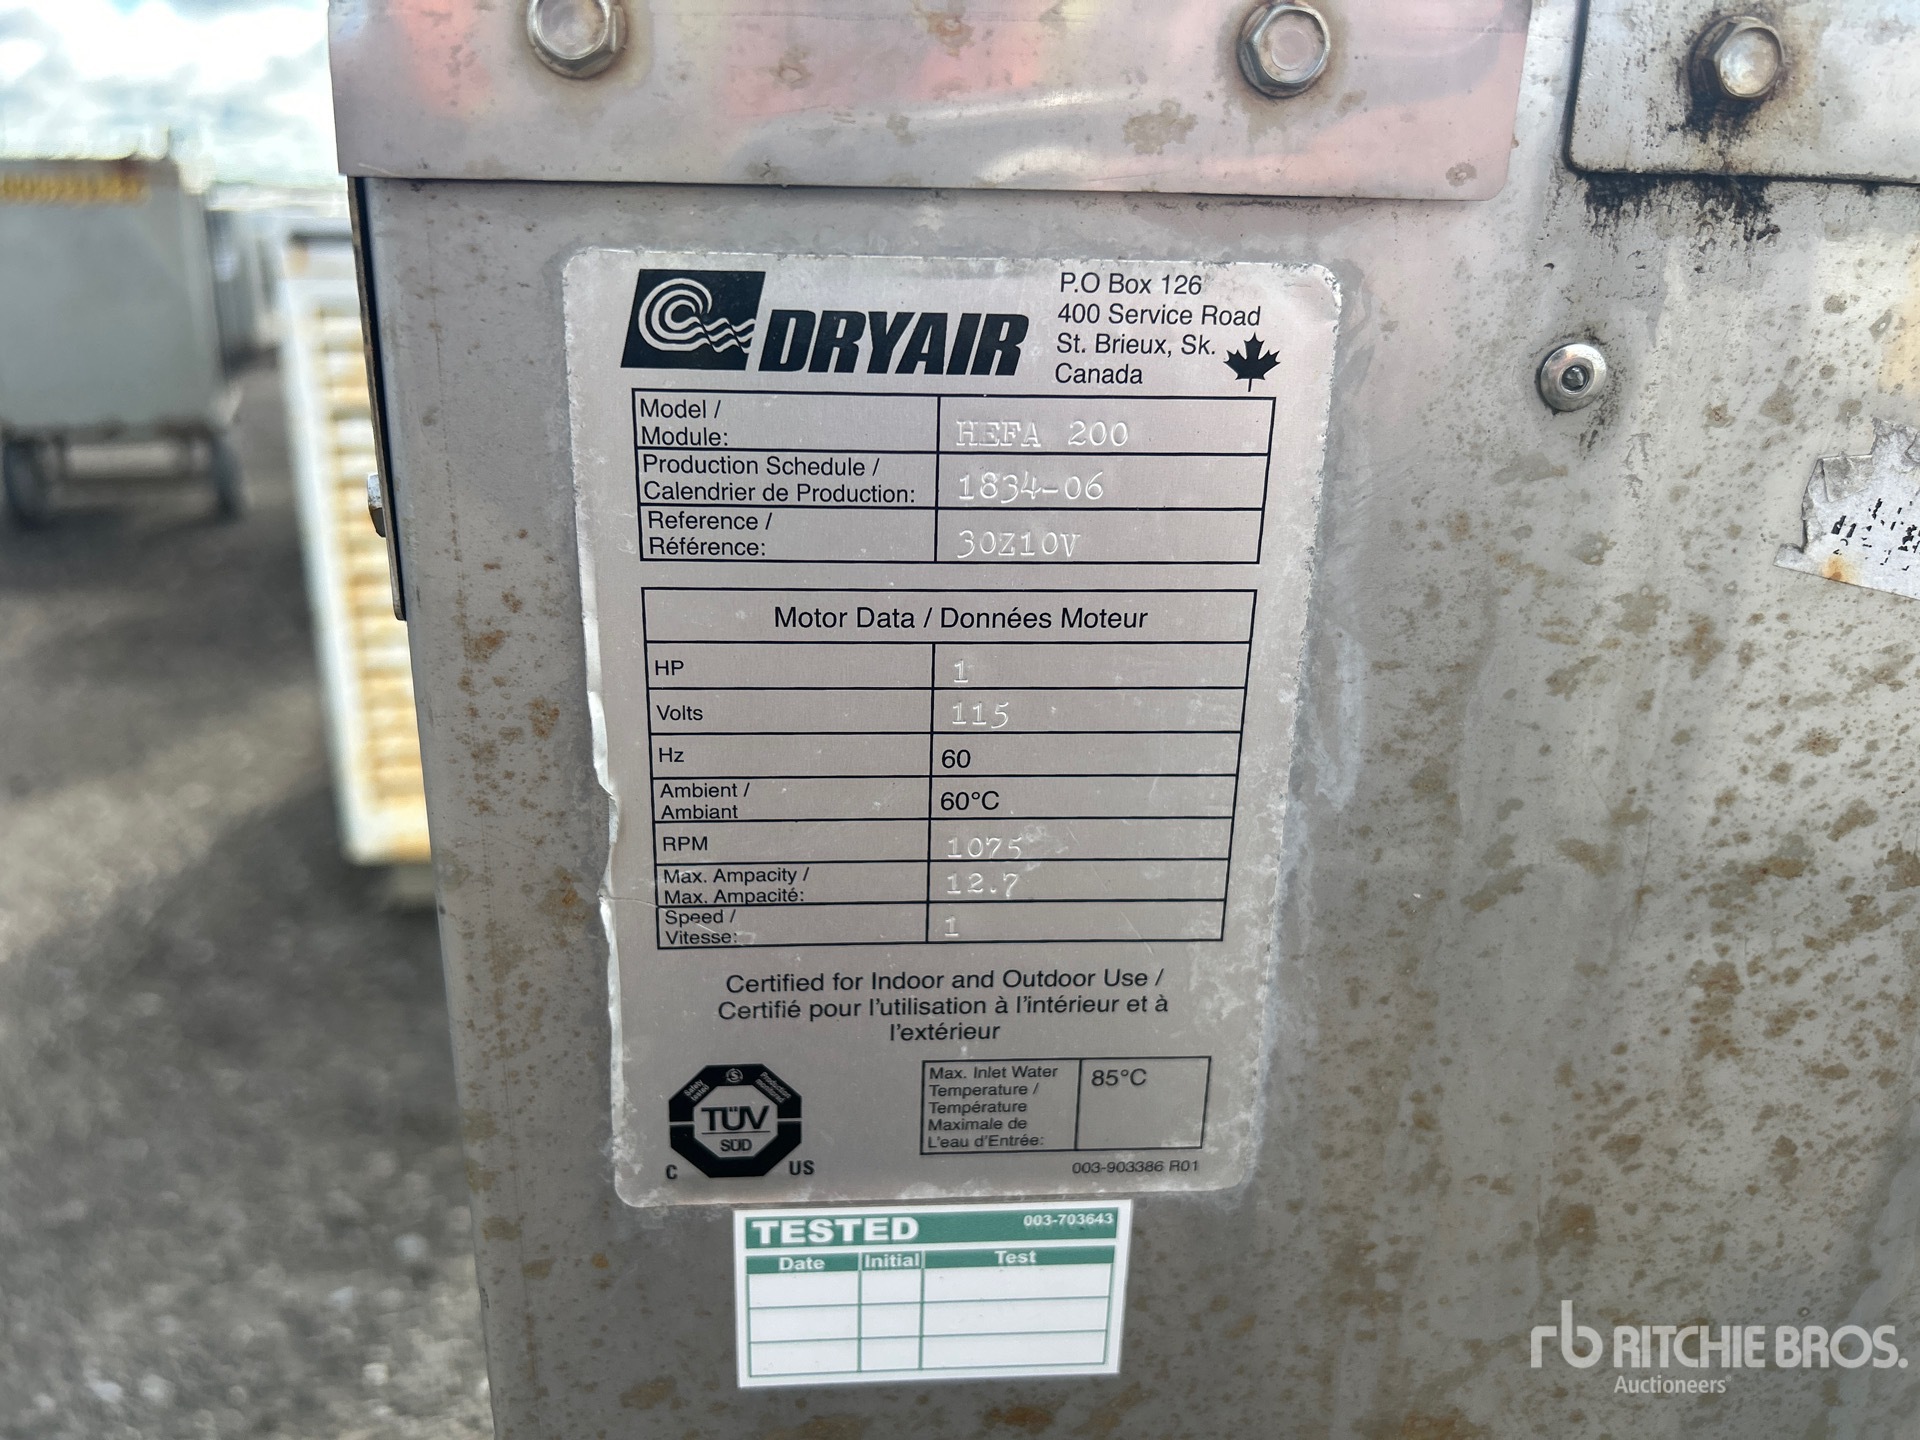 DRYAIR
P.O Box 126
400 Service Road
St. Brieux, Sk.
Canada
Model /
Module: HEFA 200
Production Schedule /
Calendrier de Production: 1834-06
Reference /
Référence: 30Z10V
Motor Data / Données Moteur
HP 1
Volts 115
Hz 60
Ambient /
Ambiant 60°C
RPM 1075
Max. Ampacity /
Max. Ampacité: 12.7
Speed /
Vitesse: 1
Certified for Indoor and Outdoor Use /
Certifié pour l'utilisation à l'intérieur et à
l'extérieur
Safety tested
S
Production monitored
TÜV
SÜD
C US
Max. Inlet Water
Temperature /
Température
Maximale de
L'eau d'Entrée:
85°C
003-903386 R01
TESTED 003-703643
Date Initial Test
rb RITCHIE BROS.
Auctioneers